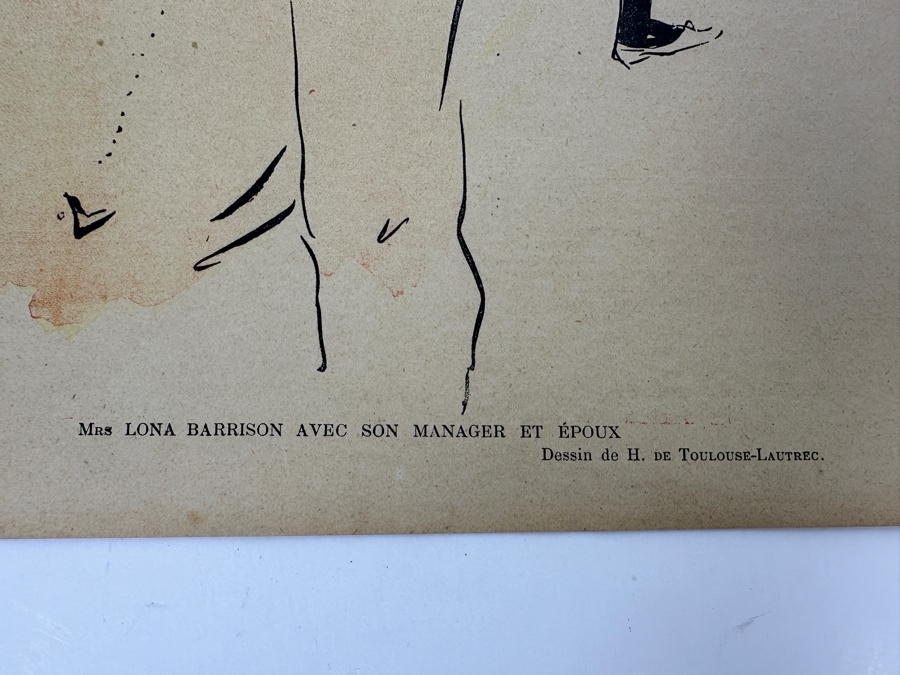 Mrs LONA BARRISON AVEC SON MANAGER ET ÉPOUX
Dessin de H. DE TOULOUSE-LAUTREC.